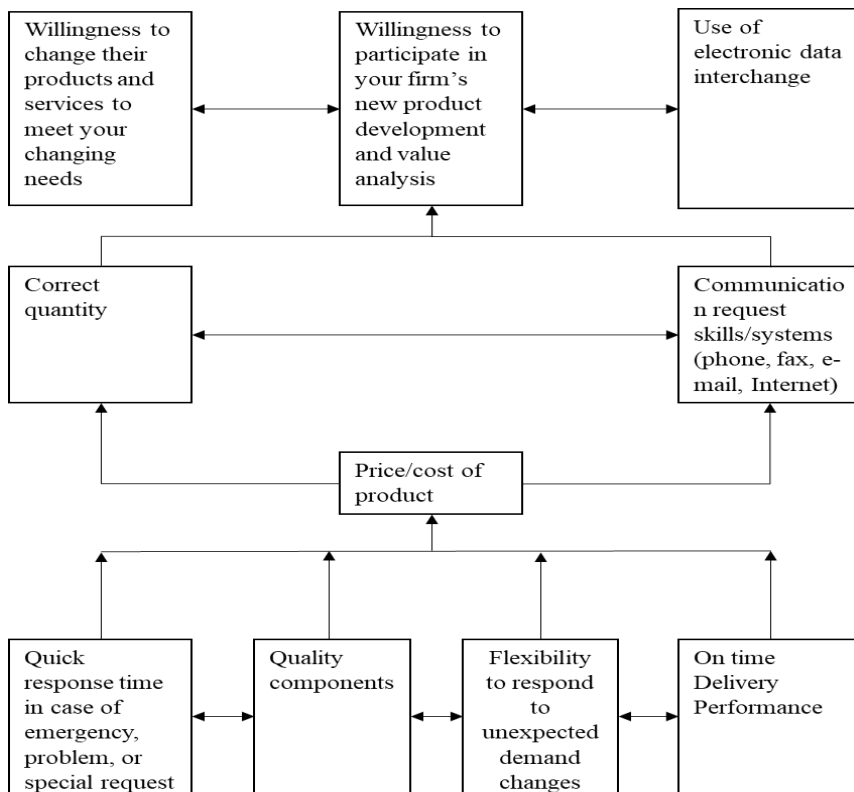 Willingness to
change their
products and
services to
meet your
changing
needs
Willingness to
participate in
your firm's
new product
development
and value
analysis
Use of
electronic data
interchange
Correct
quantity
Communicatio
n request
skills/systems
(phone, fax, e-
mail, Internet)
Price/cost of
product
Quick
response time
in case of
emergency,
problem, or
special request
Quality
components
Flexibility
to respond
to
unexpected
demand
changes
On time
Delivery
Performance